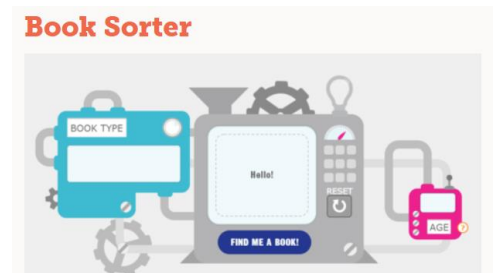 Book Sorter
BOOK TYPE
Hello!
RESET
FIND ME A BOOK!
AGE